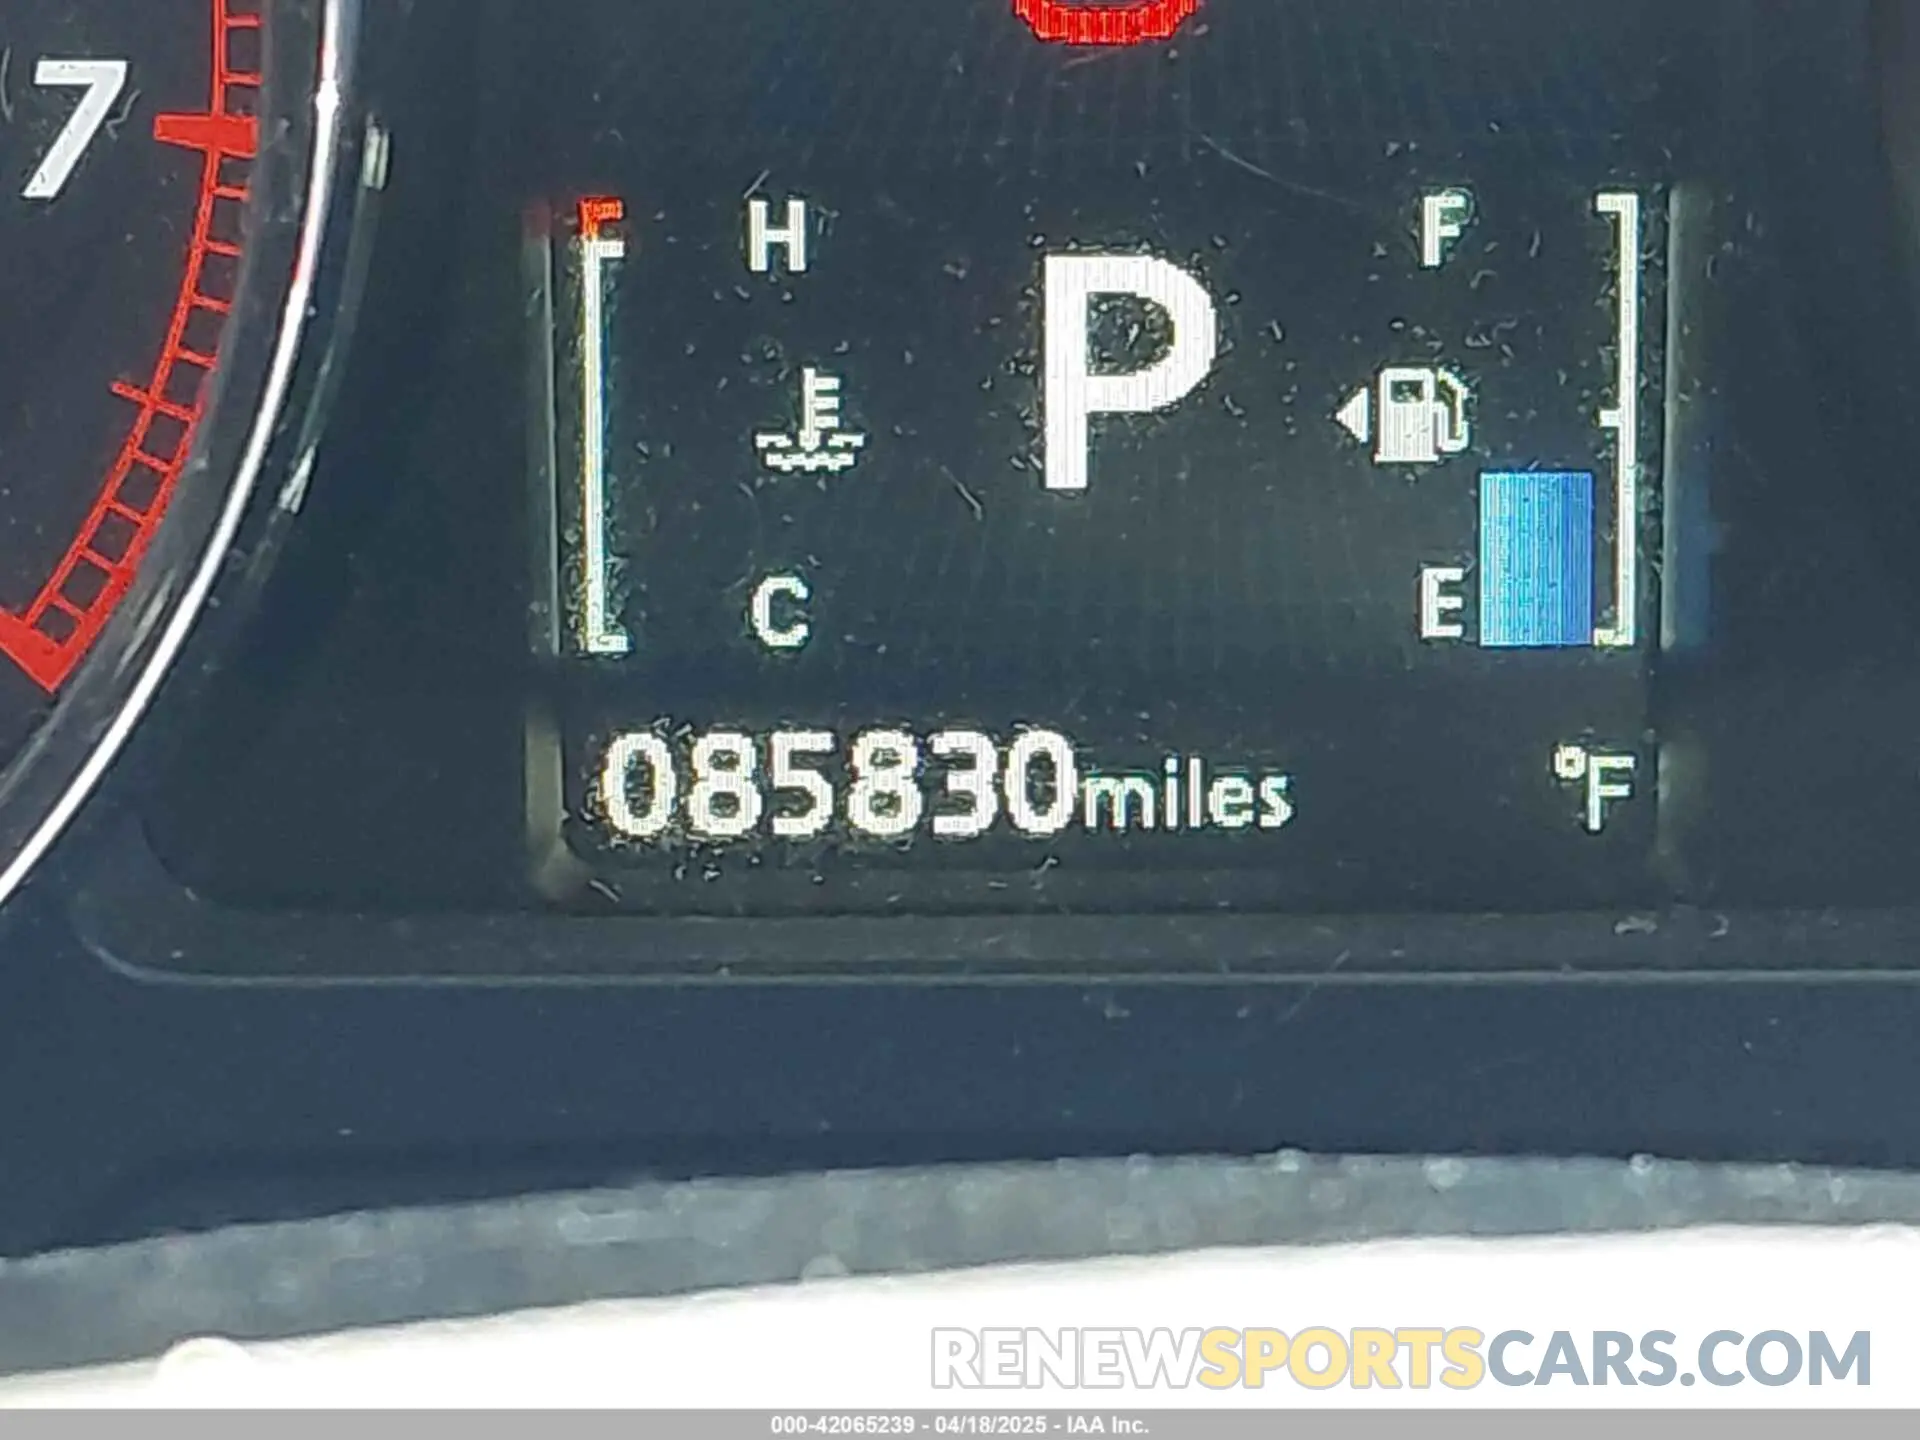 7
H F
P
C E
085830miles °F
RENEWSPORTSCARS.COM
000-42065239 - 04/18/2025 - IAA Inc.